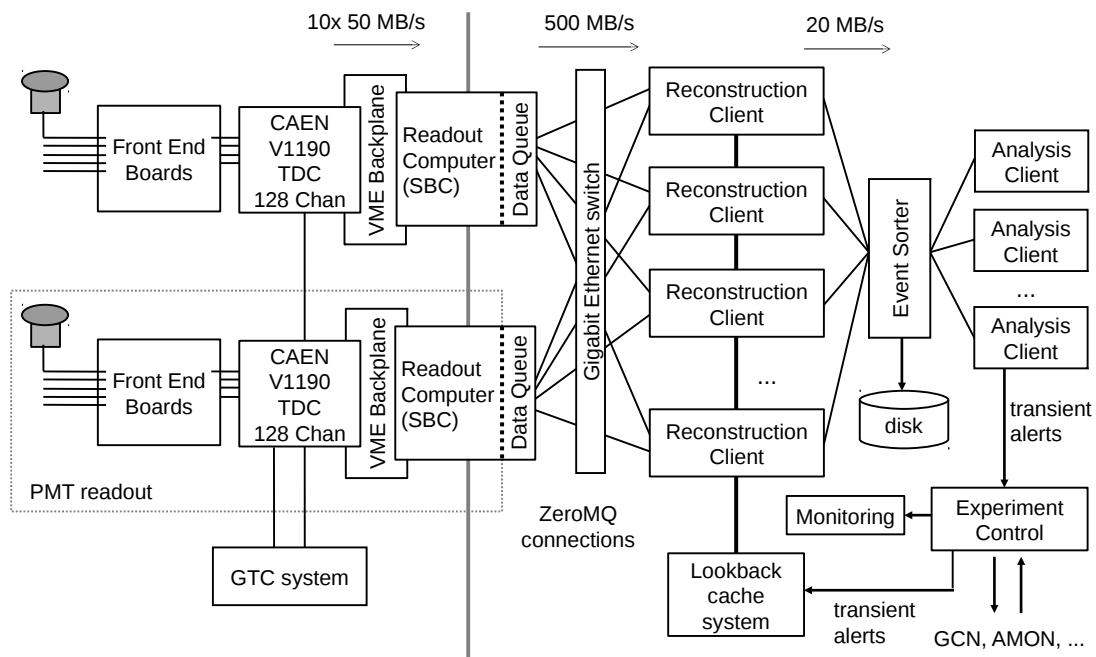 10x 50 MB/s
500 MB/s
20 MB/s
Front End
Boards
CAEN
V1190
TDC
128 Chan
VME Backplane
Readout
Computer
(SBC)
Data Queue
Gigabit Ethernet switch
Reconstruction
Client
Reconstruction
Client
Reconstruction
Client
...
Reconstruction
Client
Event Sorter
disk
Analysis
Client
Analysis
Client
...
Analysis
Client
transient
alerts
Front End
Boards
CAEN
V1190
TDC
128 Chan
VME Backplane
Readout
Computer
(SBC)
Data Queue
PMT readout
GTC system
ZeroMQ
connections
Lookback
cache
system
Monitoring
Experiment
Control
transient
alerts
GCN, AMON, ...